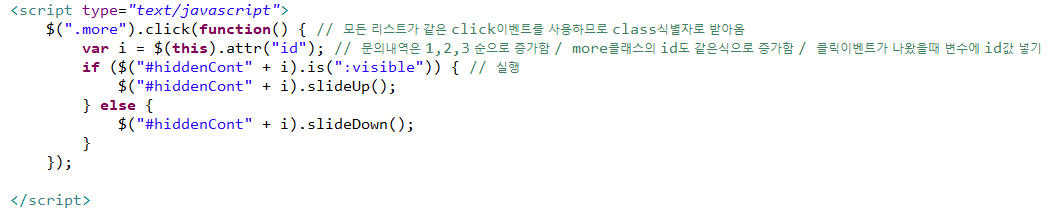 <script type="text/javascript">
$(".more").click(function() { // 모든 리스트가 같은 click이벤트를 사용하므로 class식별자로 받아옴
var i = $(this).attr("id"); // 문의내역은 1,2,3 순으로 증가함 / more클래스의 id도 같은식으로 증가함 / 클릭이벤트가 나왔을때 변수에 id값 넣기
if ($("#hiddenCont" + i).is(":visible")) { // 실행
$("#hiddenCont" + i).slideUp();
} else {
$("#hiddenCont" + i).slideDown();
}
});
</script>